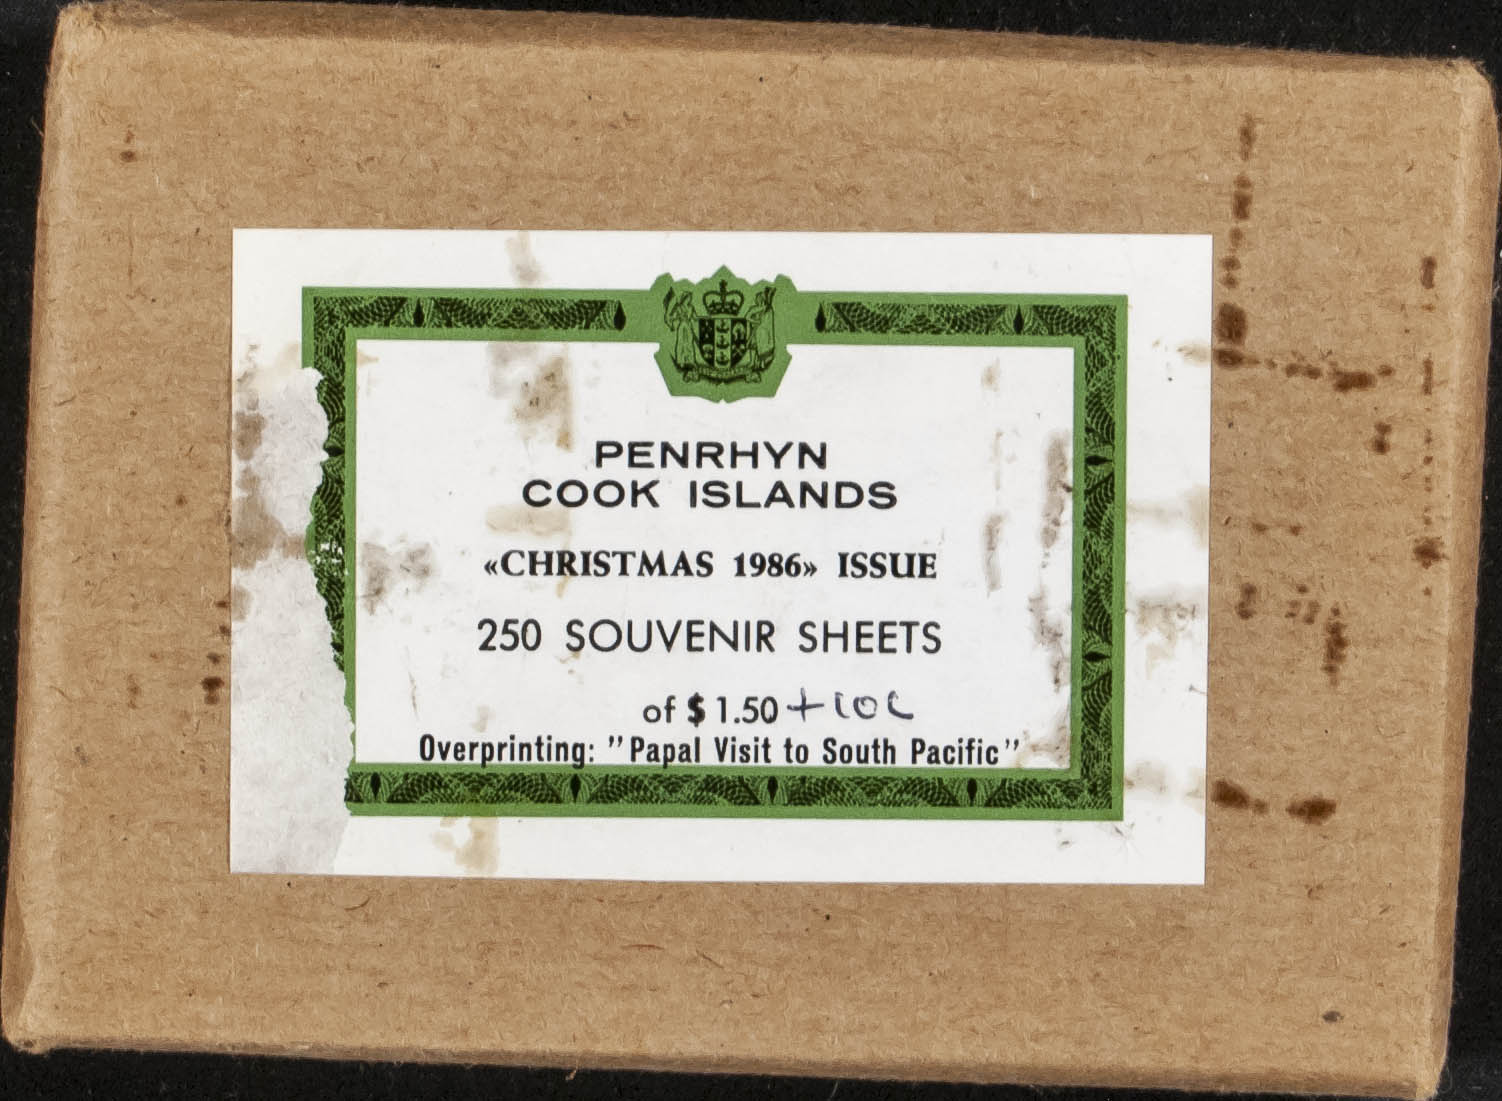 PENRHYN
COOK ISLANDS
«CHRISTMAS 1986» ISSUE
250 SOUVENIR SHEETS
of $ 1.50 + 10c
Overprinting: "Papal Visit to South Pacific"